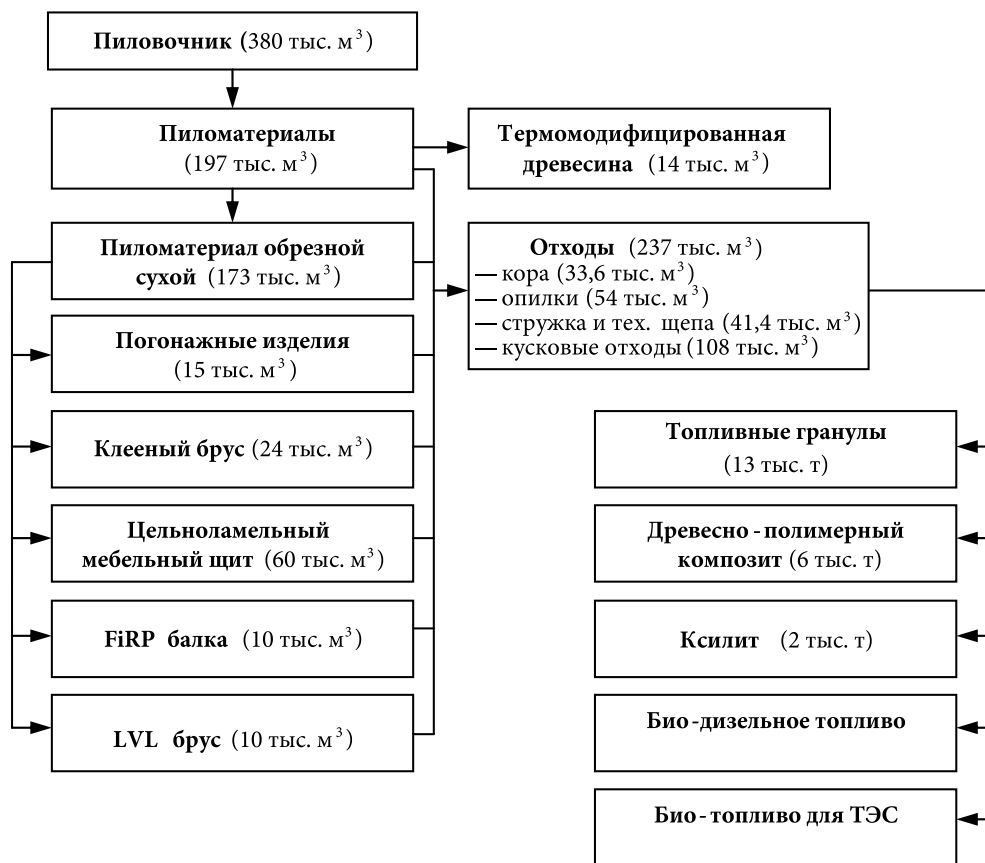 Пиловочник (380 тыс. м³)
Пиломатериалы
(197 тыс. м³)
Термомодифицированная
древесина (14 тыс. м³)
Пиломатериал обрезной
сухой (173 тыс. м³)
Отходы (237 тыс. м³)
— кора (33,6 тыс. м³)
— опилки (54 тыс. м³)
— стружка и тех. щепа (41,4 тыс. м³)
— кусковые отходы (108 тыс. м³)
Погонажные изделия
(15 тыс. м³)
Клееный брус (24 тыс. м³)
Цельноламельный
мебельный щит (60 тыс. м³)
FiRP балка (10 тыс. м³)
LVL брус (10 тыс. м³)
Топливные гранулы
(13 тыс. т)
Древесно-полимерный
композит (6 тыс. т)
Ксилит (2 тыс. т)
Био-дизельное топливо
Био-топливо для ТЭС